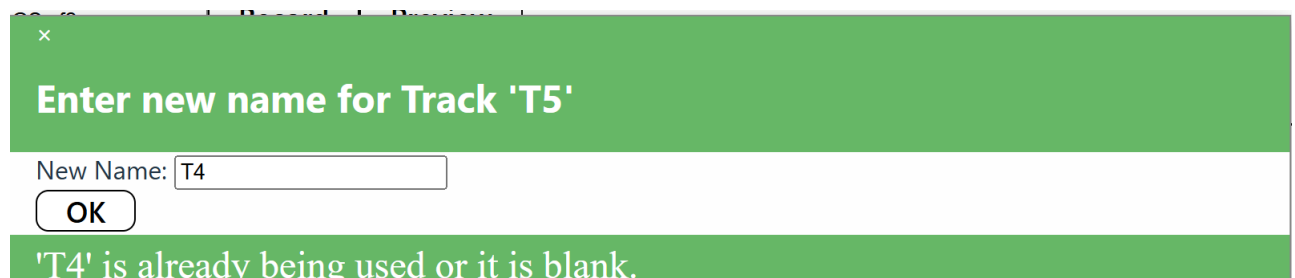 ×
Enter new name for Track 'T5'
New Name: T4
OK
'T4' is already being used or it is blank.